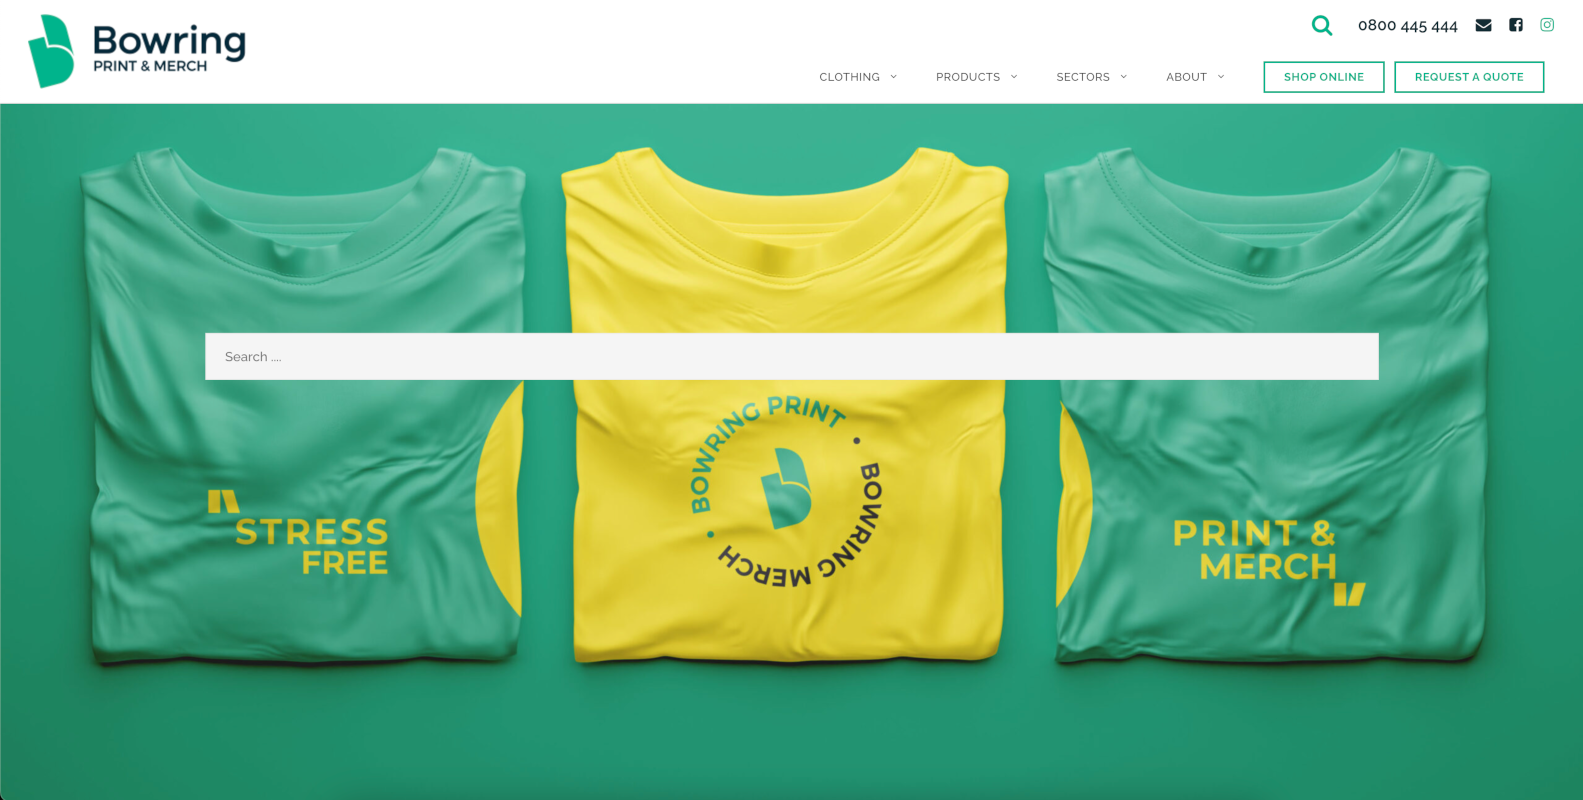 Bowring
PRINT & MERCH
0800 445 444
CLOTHING
PRODUCTS
SECTORS
ABOUT
SHOP ONLINE
REQUEST A QUOTE
Search ....
STRESS
FREE
BOWRING PRINT • BOWRING MERCH •
PRINT &
MERCH